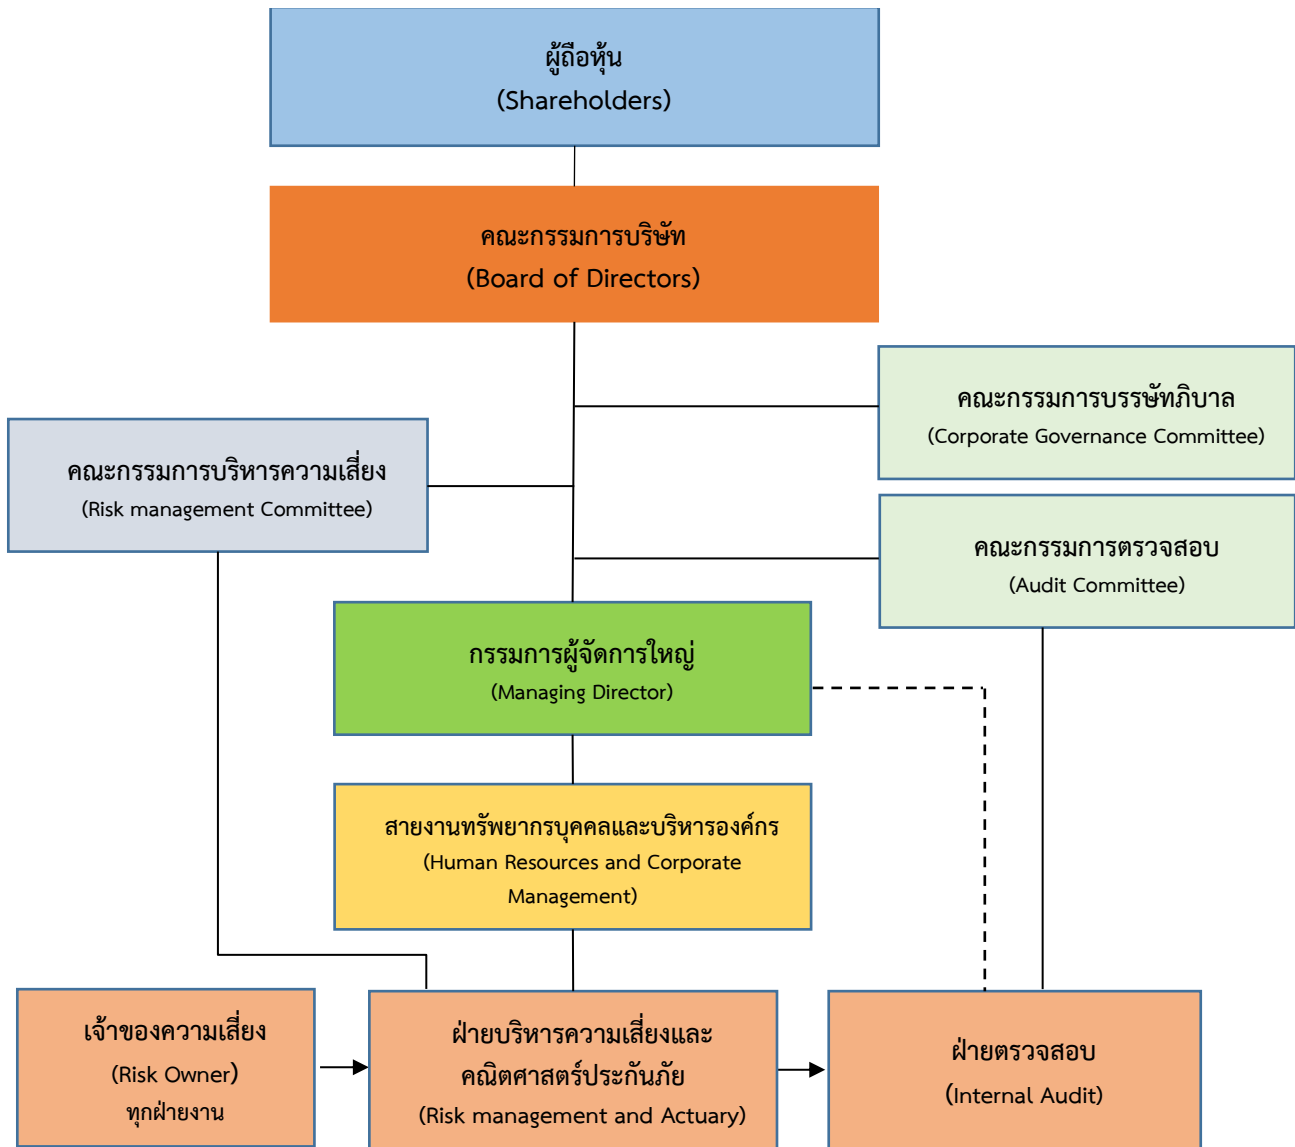 ผู้ถือหุ้น
(Shareholders)
คณะกรรมการบริษัท
(Board of Directors)
คณะกรรมการบรรษัทภิบาล
(Corporate Governance Committee)
คณะกรรมการบริหารความเสี่ยง
(Risk management Committee)
คณะกรรมการตรวจสอบ
(Audit Committee)
กรรมการผู้จัดการใหญ่
(Managing Director)
สายงานทรัพยากรบุคคลและบริหารองค์กร
(Human Resources and Corporate
Management)
เจ้าของความเสี่ยง
(Risk Owner)
ทุกฝ่ายงาน
ฝ่ายบริหารความเสี่ยงและ
คณิตศาสตร์ประกันภัย
(Risk management and Actuary)
ฝ่ายตรวจสอบ
(Internal Audit)